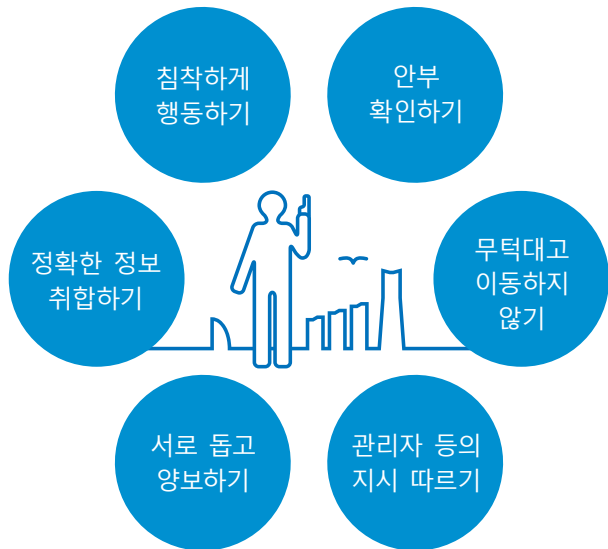 침착하게
행동하기
안부
확인하기
정확한 정보
취합하기
무턱대고
이동하지
않기
서로 돕고
양보하기
관리자 등의
지시 따르기